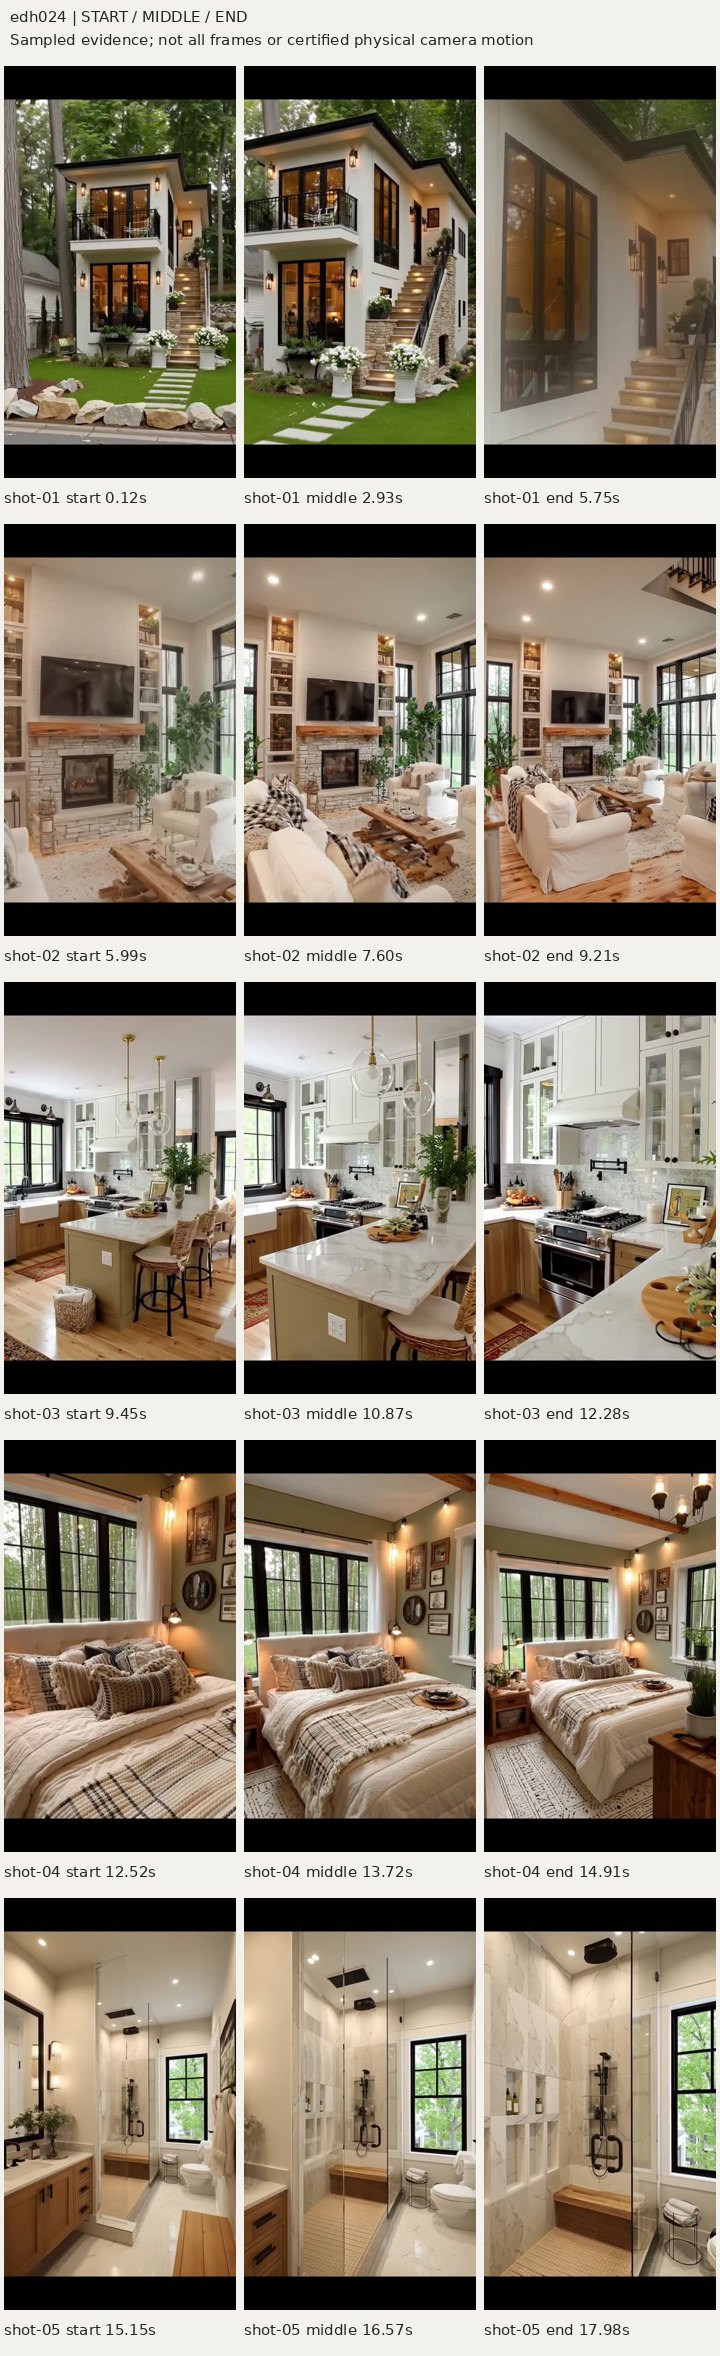 edh024 | START / MIDDLE / END
Sampled evidence; not all frames or certified physical camera motion
shot-01 start 0.12s
shot-01 middle 2.93s
shot-01 end 5.75s
shot-02 start 5.99s
shot-02 middle 7.60s
shot-02 end 9.21s
shot-03 start 9.45s
shot-03 middle 10.87s
shot-03 end 12.28s
shot-04 start 12.52s
shot-04 middle 13.72s
shot-04 end 14.91s
shot-05 start 15.15s
shot-05 middle 16.57s
shot-05 end 17.98s